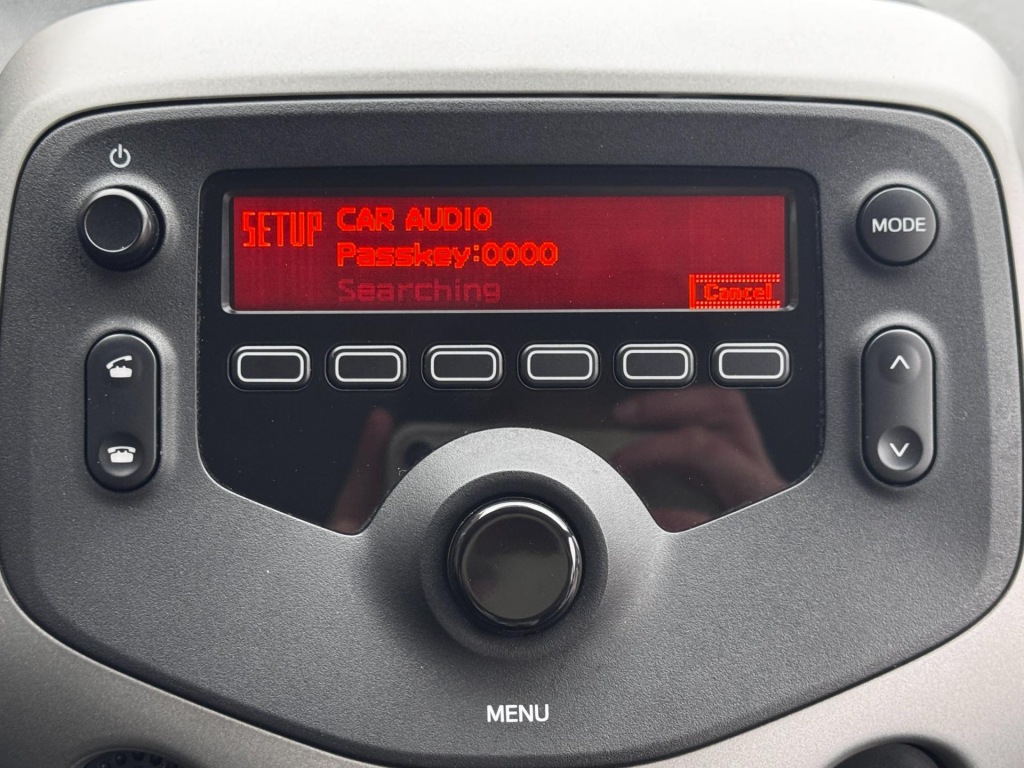 SETUP CAR AUDIO
Passkey:0000
Searching
Cancel
MODE
MENU